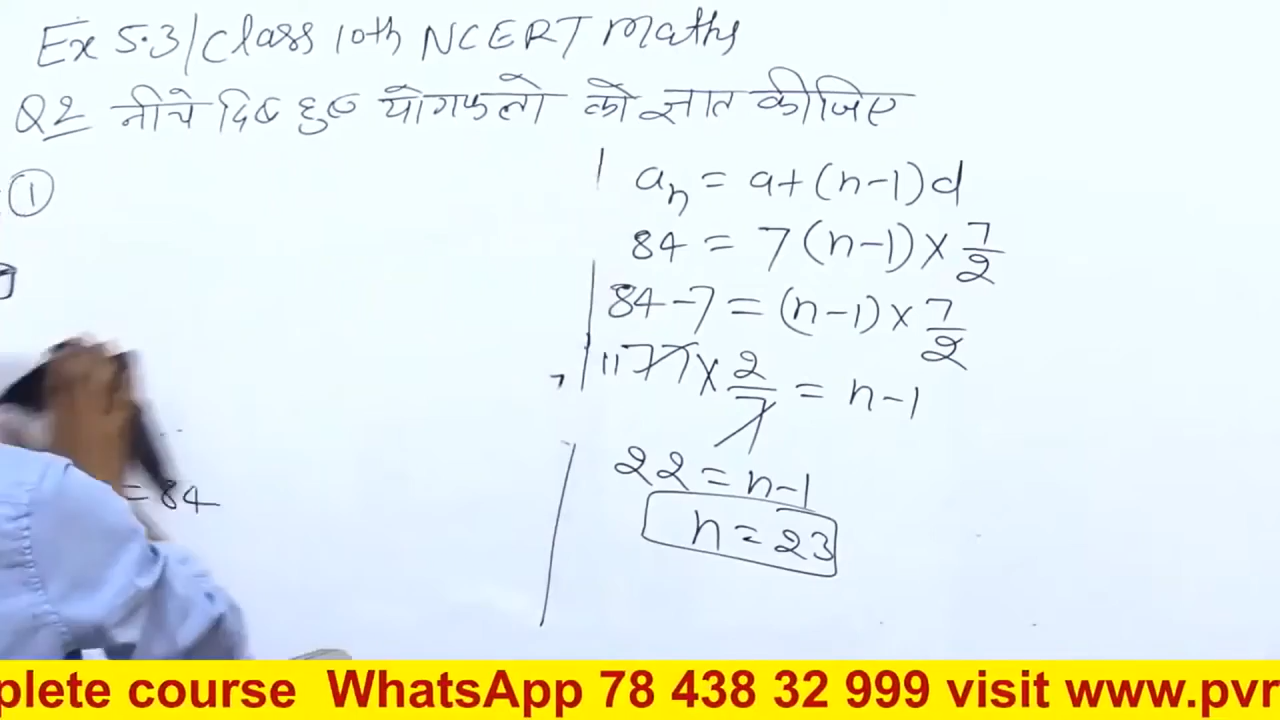 Ex 5.3/Class 10th NCERT Maths
Q2 नीचे दिए हुए योगफलो को ज्ञात कीजिए
①
= 84
an = a+(n-1)d
84 = 7(n-1)×7/2
84-7=(n-1)×7/2
11 77×2/7 = n-1
22=n-1
n=23
plete course WhatsApp 78 438 32 999 visit www.pvr